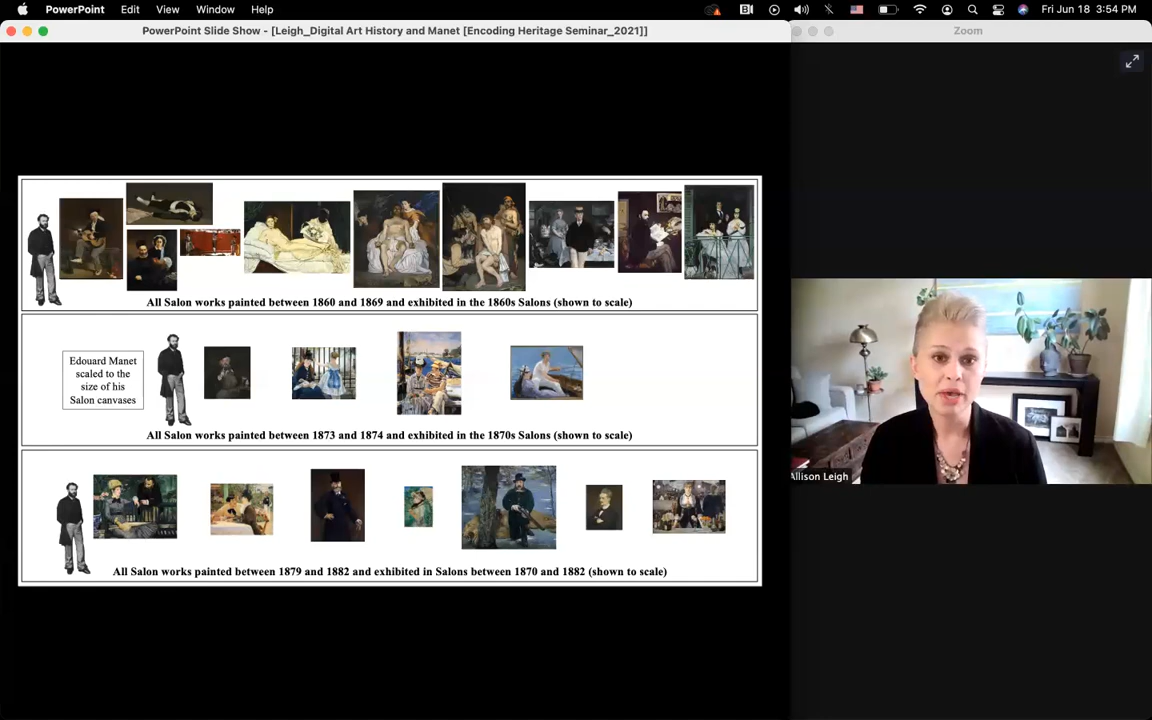 PowerPoint Edit View Window Help Fri Jun 18 3:54 PM
PowerPoint Slide Show - [Leigh_Digital Art History and Manet [Encoding Heritage Seminar_2021]]
Zoom
All Salon works painted between 1860 and 1869 and exhibited in the 1860s Salons (shown to scale)
Edouard Manet
scaled to the
size of his
Salon canvases
All Salon works painted between 1873 and 1874 and exhibited in the 1870s Salons (shown to scale)
Allison Leigh
All Salon works painted between 1879 and 1882 and exhibited in Salons between 1870 and 1882 (shown to scale)